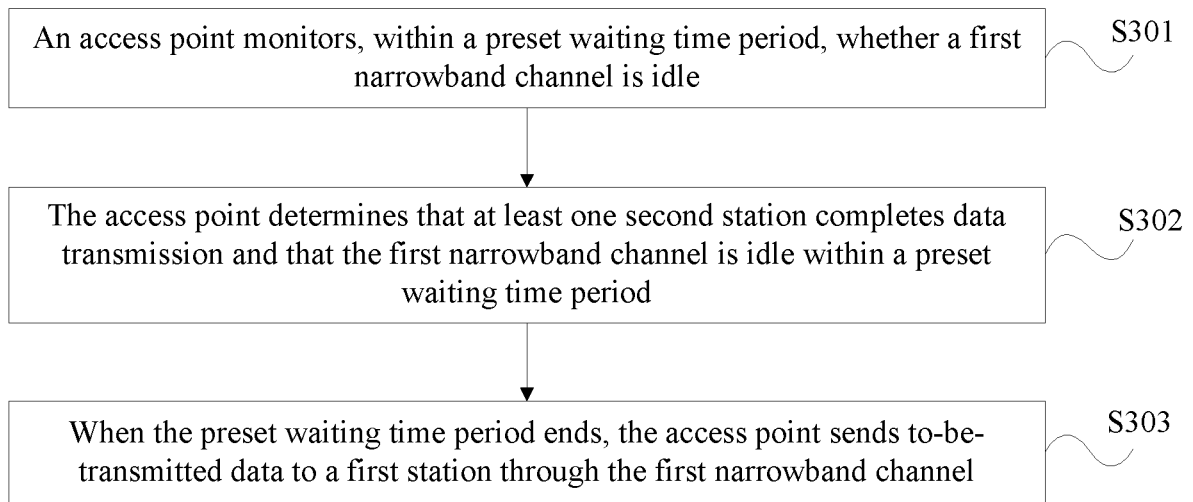 An access point monitors, within a preset waiting time period, whether a first
narrowband channel is idle
S301
The access point determines that at least one second station completes data
transmission and that the first narrowband channel is idle within a preset
waiting time period
S302
When the preset waiting time period ends, the access point sends to-be-
transmitted data to a first station through the first narrowband channel
S303